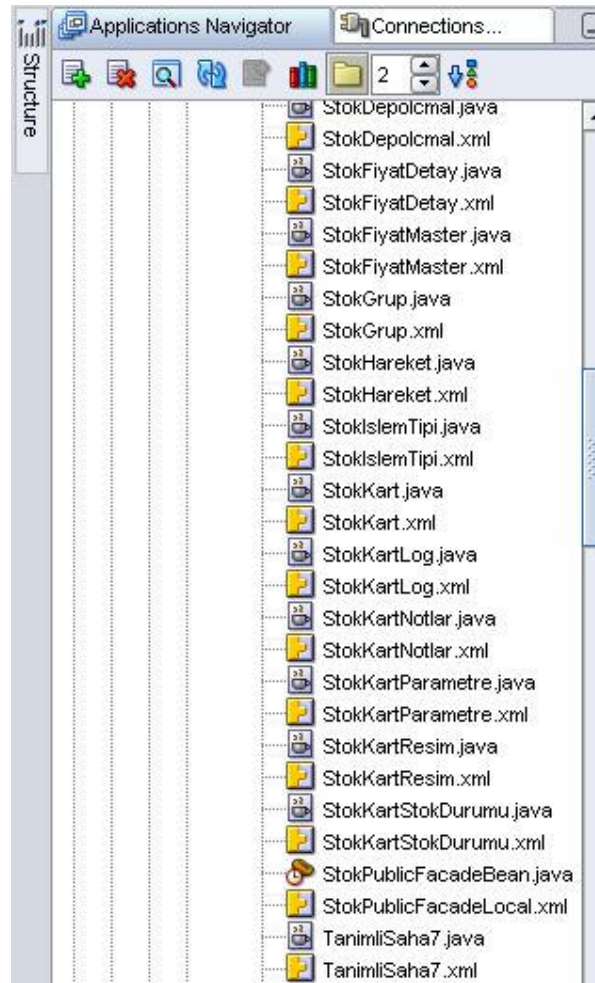 Structure
Applications Navigator
Connections...
2
StokDepoIcmal.java
StokDepoIcmal.xml
StokFiyatDetay.java
StokFiyatDetay.xml
StokFiyatMaster.java
StokFiyatMaster.xml
StokGrup.java
StokGrup.xml
StokHareket.java
StokHareket.xml
StokIslemTipi.java
StokIslemTipi.xml
StokKart.java
StokKart.xml
StokKartLog.java
StokKartLog.xml
StokKartNotlar.java
StokKartNotlar.xml
StokKartParametre.java
StokKartParametre.xml
StokKartResim.java
StokKartResim.xml
StokKartStokDurumu.java
StokKartStokDurumu.xml
StokPublicFacadeBean.java
StokPublicFacadeLocal.xml
TanimliSaha7.java
TanimliSaha7.xml